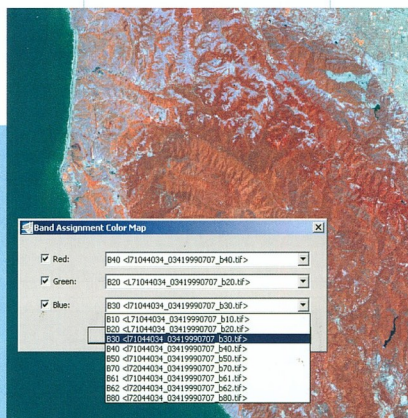 Band Assignment Color Map
Red: B40 <l71044034_03419990707_b40.tif>
Green: B20 <L71044034_03419990707_b20.tif>
Blue: B30 <l71044034_03419990707_b30.tif>
B10 <L71044034_03419990707_b10.tif>
B20 <L71044034_03419990707_b20.tif>
B30 <l71044034_03419990707_b30.tif>
B40 <l71044034_03419990707_b40.tif>
B50 <l71044034_03419990707_b50.tif>
B70 <l72044034_03419990707_b70.tif>
B61 <l71044034_03419990707_b61.tif>
B62 <l72044034_03419990707_b62.tif>
B80 <l72044034_03419990707_b80.tif>